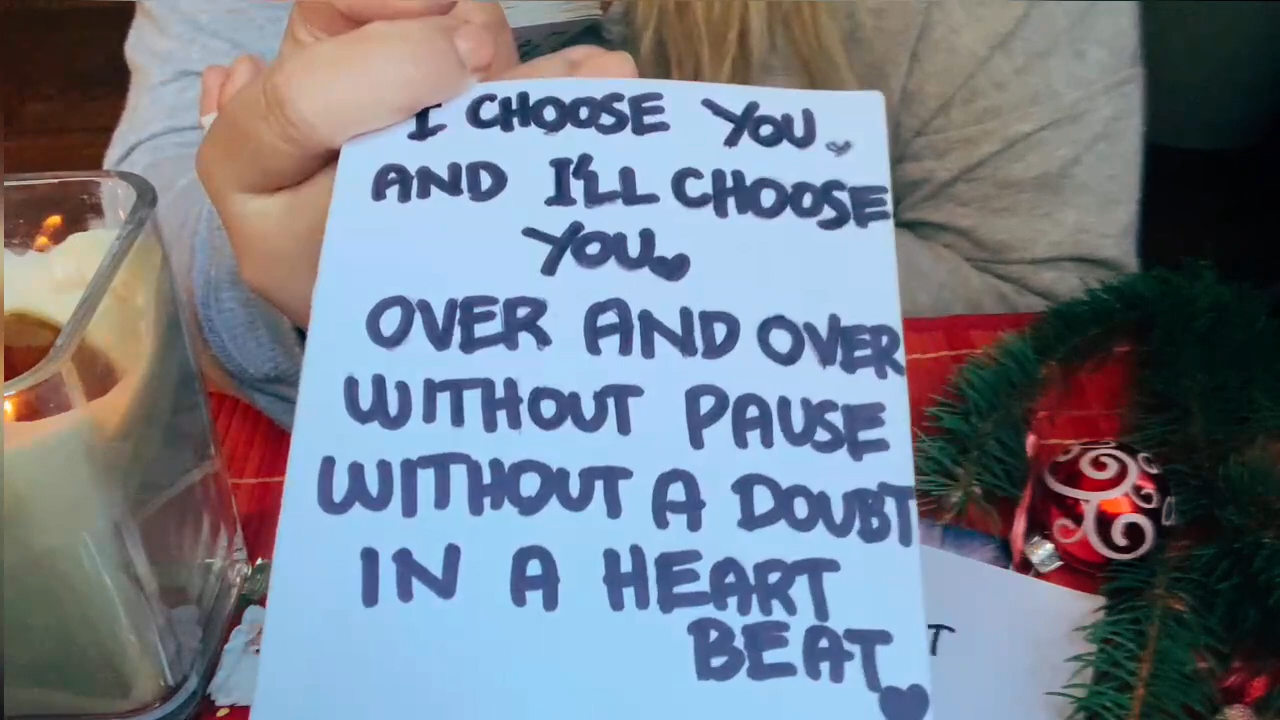 I CHOOSE YOU.
AND I'LL CHOOSE
YOU
OVER AND OVER
WITHOUT PAUSE
WITHOUT A DOUBT
IN A HEART
BEAT
T